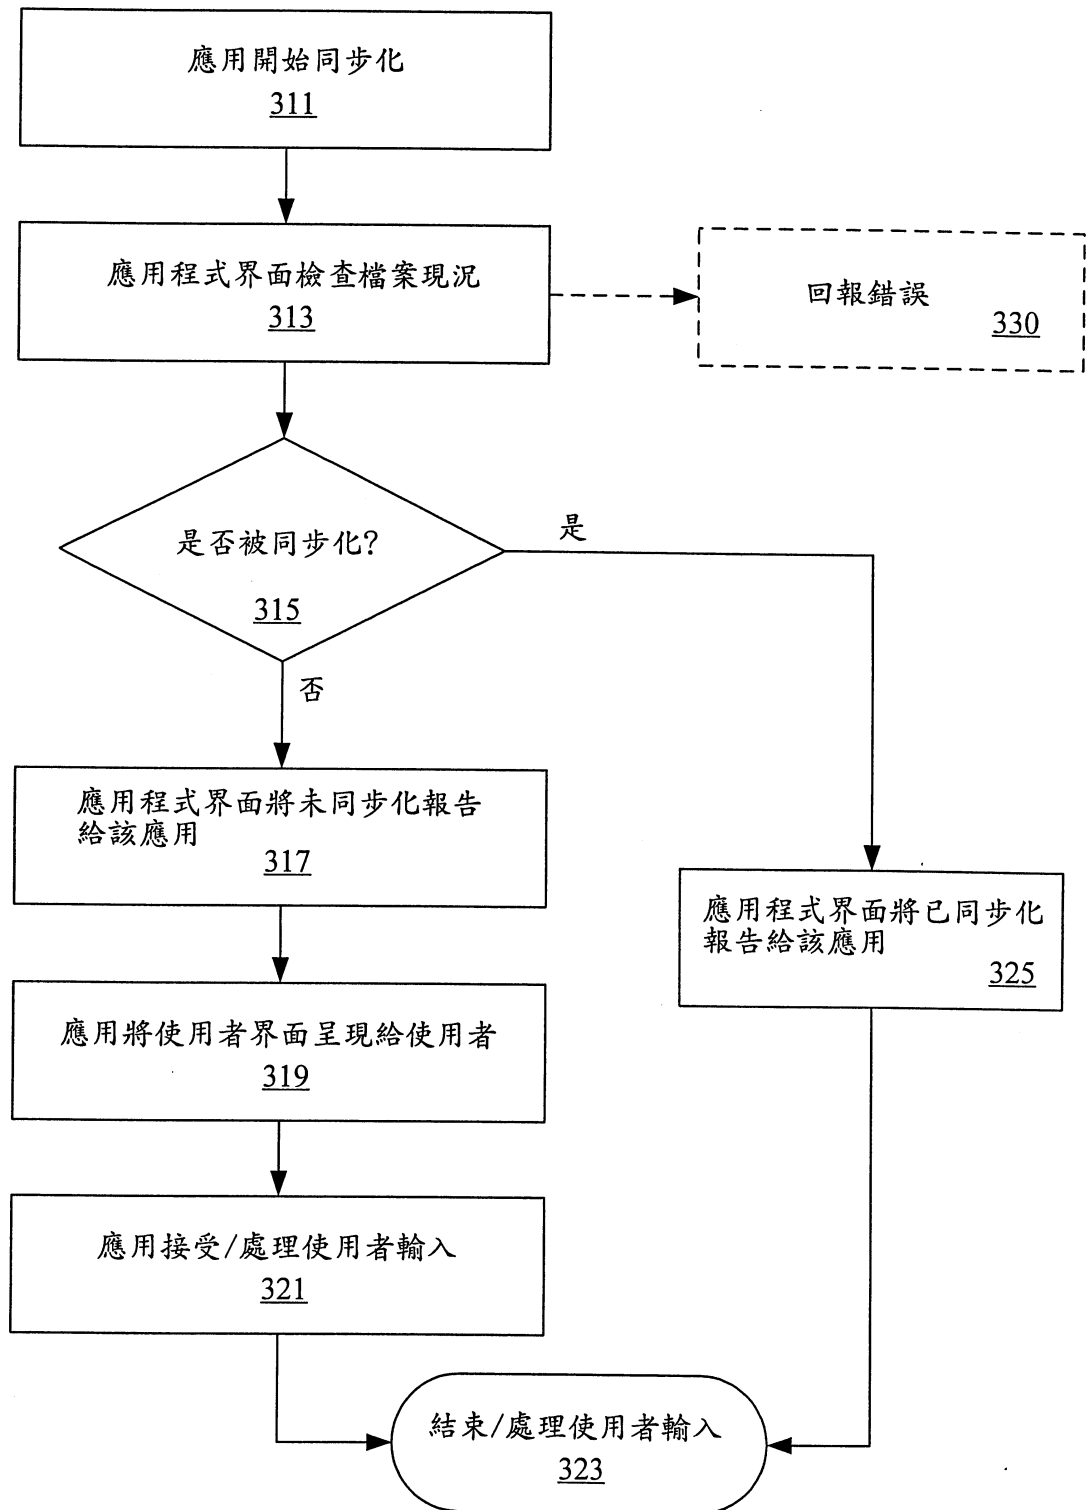 應用開始同步化
311
應用程式界面檢查檔案現況
313
回報錯誤
330
是否被同步化?
315
是
否
應用程式界面將未同步化報告
給該應用
317
應用程式界面將已同步化
報告給該應用
325
應用將使用者界面呈現給使用者
319
應用接受/處理使用者輸入
321
結束/處理使用者輸入
323